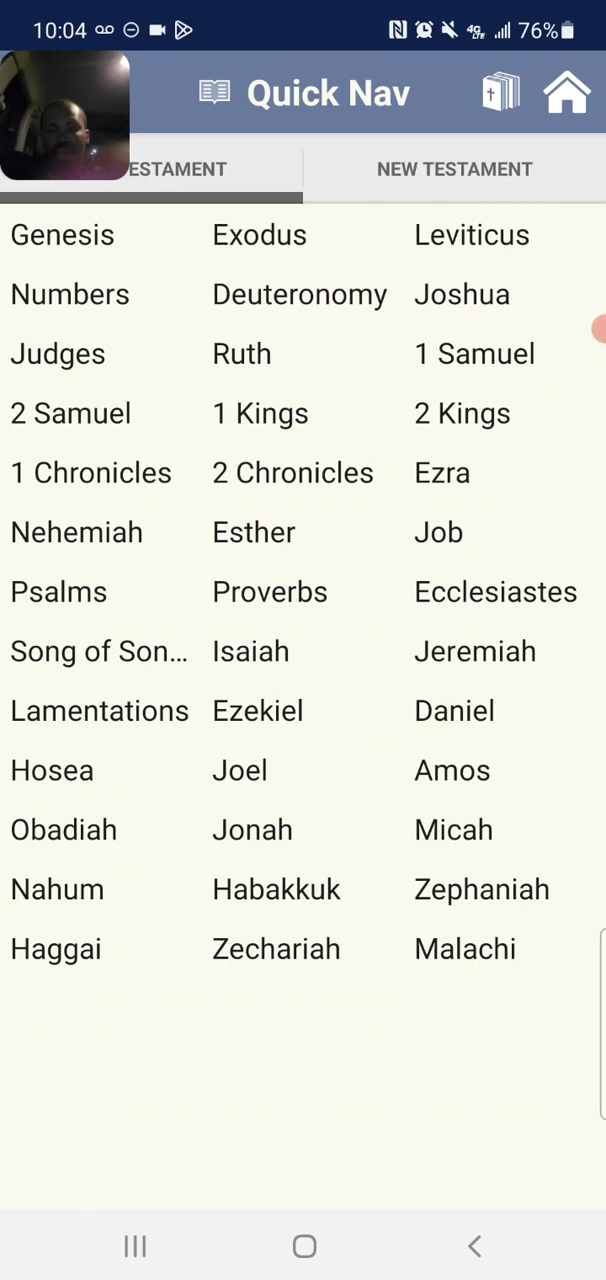 10:04 4G LTE 76%
Quick Nav
ESTAMENT NEW TESTAMENT
Genesis Exodus Leviticus
Numbers Deuteronomy Joshua
Judges Ruth 1 Samuel
2 Samuel 1 Kings 2 Kings
1 Chronicles 2 Chronicles Ezra
Nehemiah Esther Job
Psalms Proverbs Ecclesiastes
Song of Son... Isaiah Jeremiah
Lamentations Ezekiel Daniel
Hosea Joel Amos
Obadiah Jonah Micah
Nahum Habakkuk Zephaniah
Haggai Zechariah Malachi